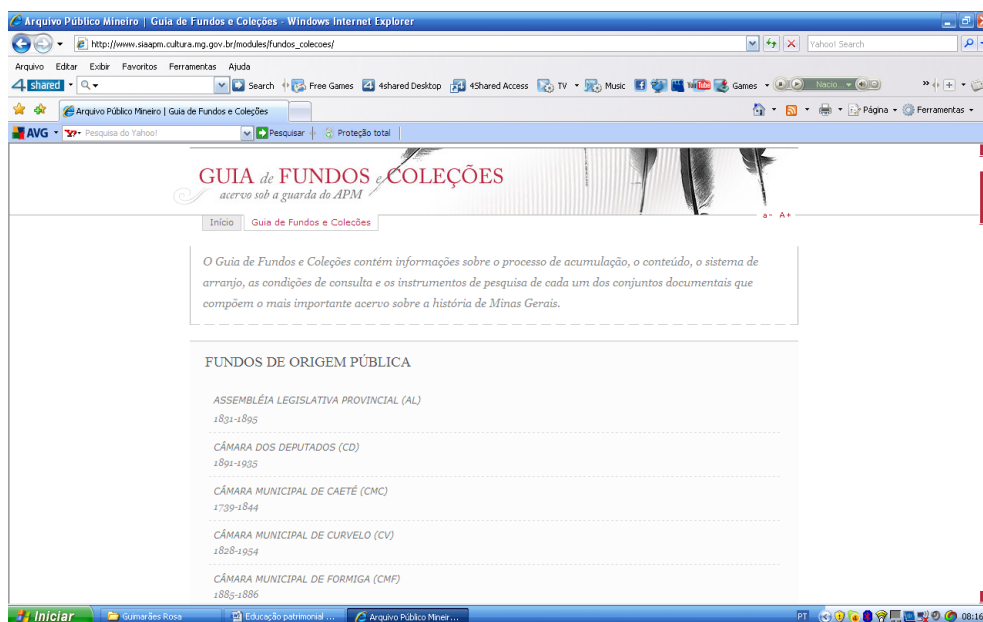 Arquivo Público Mineiro | Guia de Fundos e Coleções - Windows Internet Explorer
http://www.siaapm.cultura.mg.gov.br/modules/fundos_colecoes/
Yahoo! Search
Arquivo Editar Exibir Favoritos Ferramentas Ajuda
4 shared Search Free Games 4shared Desktop 4Shared Access TV Music Games Nacio
Arquivo Público Mineiro | Guia de Fundos e Coleções Página Ferramentas
AVG Pesquisa do Yahoo! Pesquisar Proteção total
GUIA de FUNDOS e COLEÇÕES
acervo sob a guarda do APM
a- A+
Início Guia de Fundos e Colecões
O Guia de Fundos e Coleções contém informações sobre o processo de acumulação, o conteúdo, o sistema de
arranjo, as condições de consulta e os instrumentos de pesquisa de cada um dos conjuntos documentais que
compõem o mais importante acervo sobre a história de Minas Gerais.
FUNDOS DE ORIGEM PÚBLICA
ASSEMBLÉIA LEGISLATIVA PROVINCIAL (AL)
1831-1895
CÂMARA DOS DEPUTADOS (CD)
1891-1935
CÂMARA MUNICIPAL DE CAETÉ (CMC)
1739-1844
CÂMARA MUNICIPAL DE CURVELO (CV)
1828-1954
CÂMARA MUNICIPAL DE FORMIGA (CMF)
1885-1886
Iniciar Guimarães Rosa Educação patrimonial ... Arquivo Público Mineir... PT 08:16